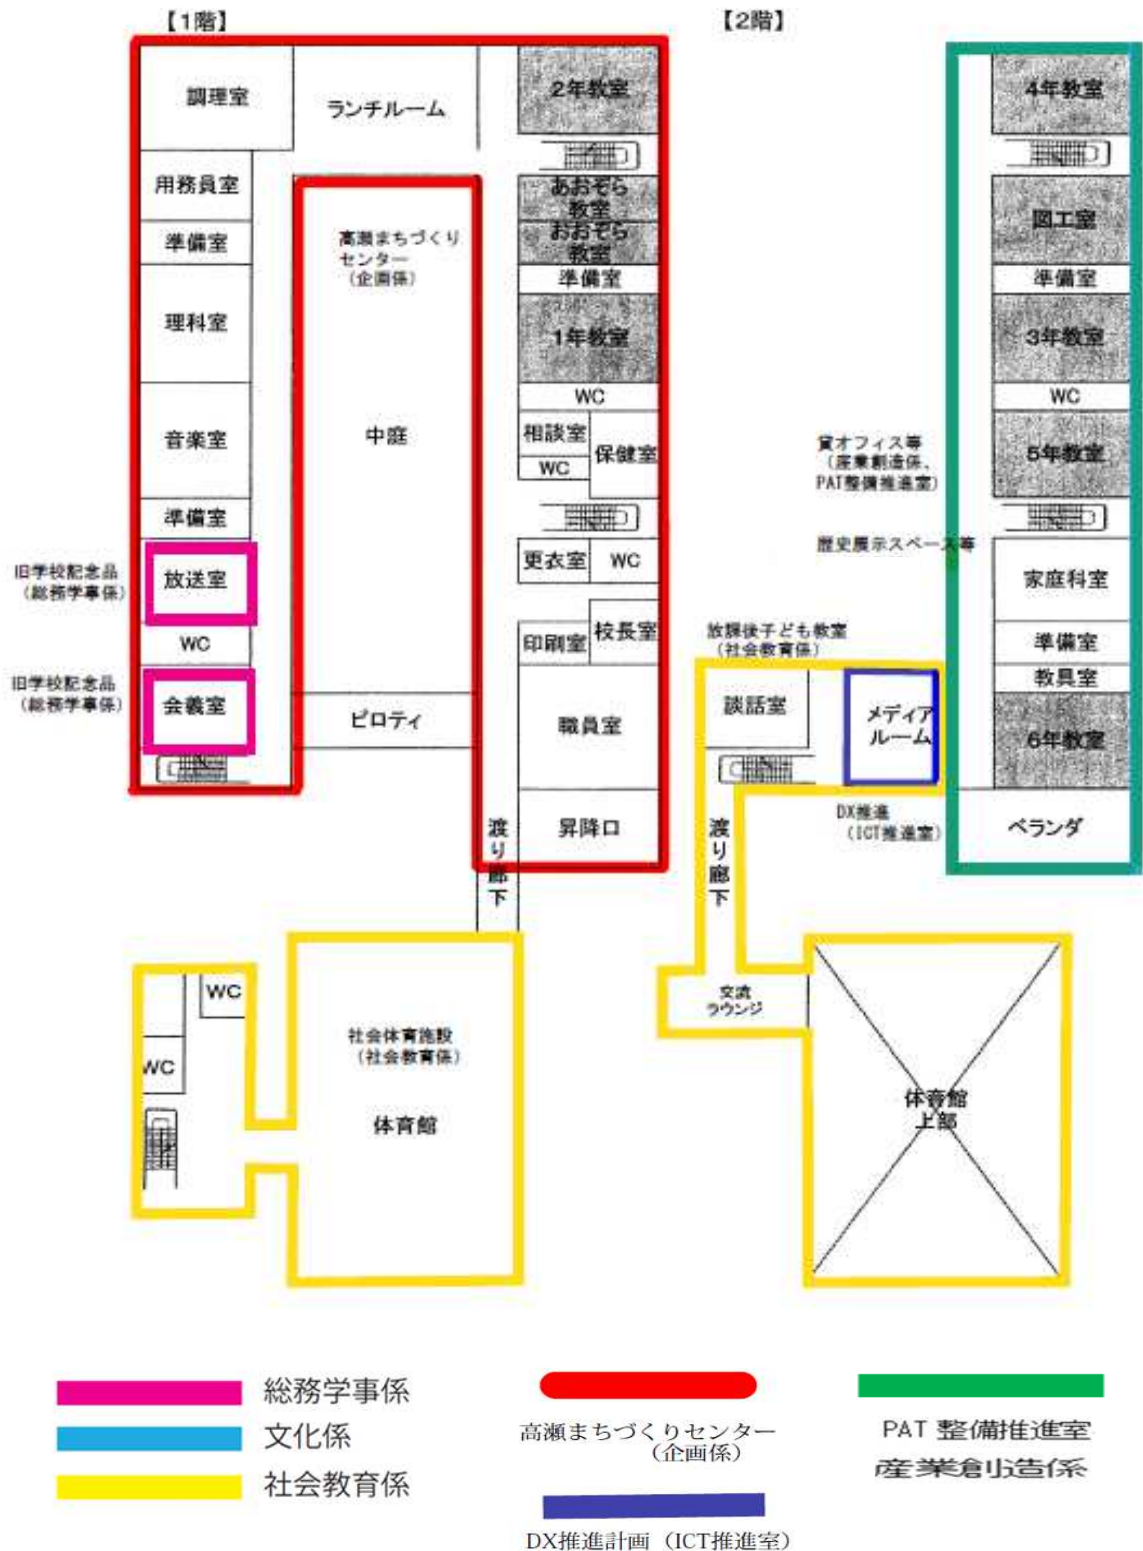 【1階】
調理室
ランチルーム
2年教室
用務員室
あおぞら
教室
準備室
おおぞら
教室
高瀬まちづくり
センター
（企画係）
準備室
理科室
1年教室
WC
音楽室
中庭
相談室
保健室
WC
準備室
旧学校記念品
（総務学事係）
放送室
更衣室
WC
WC
印刷室
校長室
旧学校記念品
（総務学事係）
会義室
ピロティ
職員室
渡り廊下
昇降口
WC
WC
社会体育施設
（社会教育係）
体育館
【2階】
4年教室
図工室
準備室
3年教室
WC
貸オフィス等
（産業創造係、
PAT整備推進室）
5年教室
歴史展示スペース等
家庭科室
放課後子ども教室
（社会教育係）
準備室
教具室
談話室
メディア
ルーム
6年教室
DX推進
（ICT推進室）
渡り廊下
ベランダ
交流
ラウンジ
体育館
上部
総務学事係
文化係
社会教育係
高瀬まちづくりセンター
（企画係）
DX推進計画（ICT推進室）
PAT 整備推進室
産業創造係